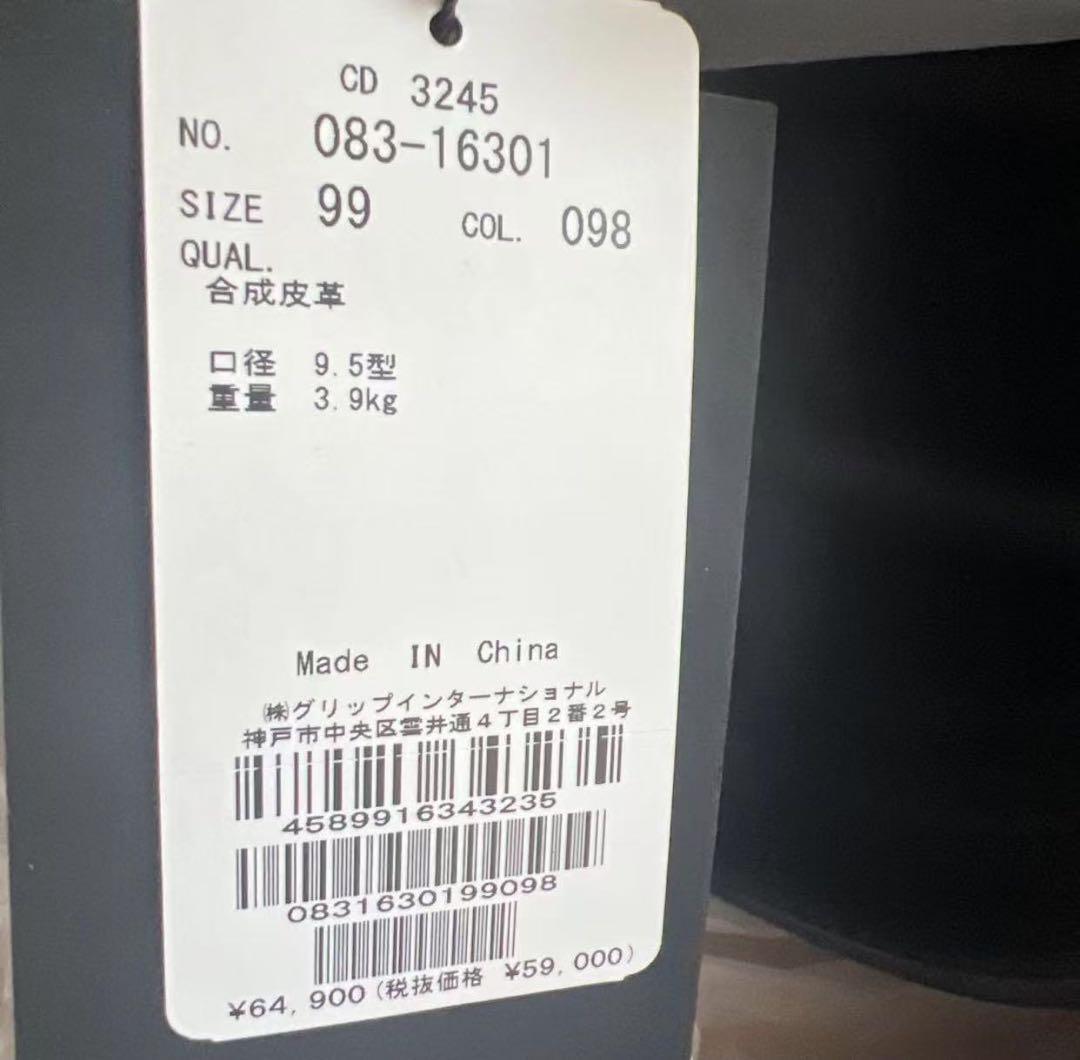 CD 3245
NO. 083-16301
SIZE 99 COL. 098
QUAL.
合成皮革
口径 9.5型
重量 3.9kg
Made IN China
㈱グリップインターナショナル
神戸市中央区雲井通4丁目2番2号
4589916343235
0831630199098
¥64,900(税抜価格 ¥59,000)